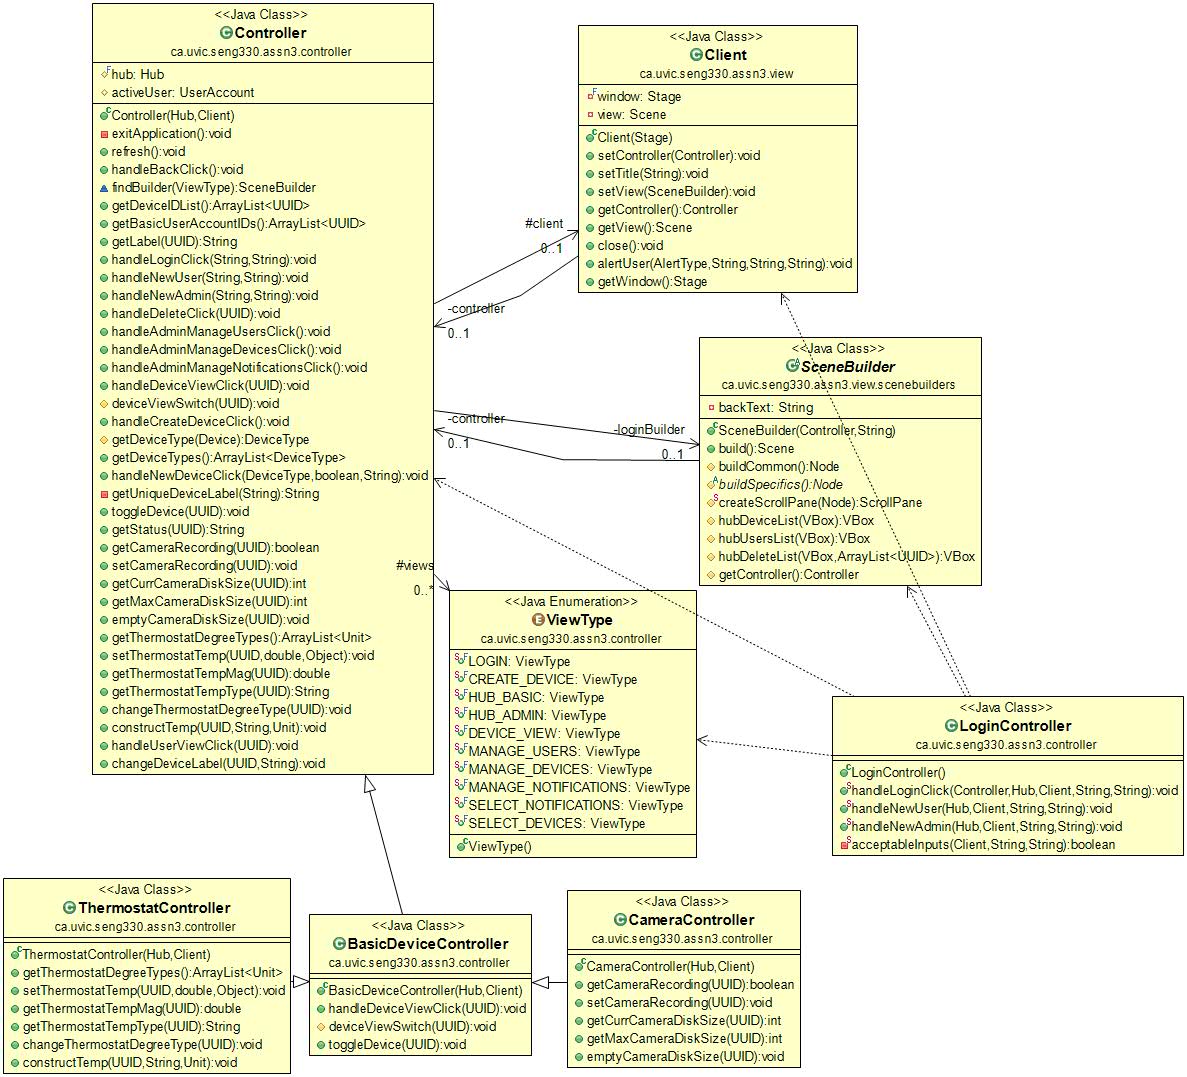 <<Java Class>>
Controller
ca.uvic.seng330.assn3.controller
hub: Hub
activeUser: UserAccount
Controller(Hub,Client)
exitApplication():void
refresh():void
handleBackClick():void
findBuilder(ViewType):SceneBuilder
getDeviceIDList():ArrayList<UUID>
getBasicUserAccountIDs():ArrayList<UUID>
getLabel(UUID):String
handleLoginClick(String,String):void
handleNewUser(String,String):void
handleNewAdmin(String,String):void
handleDeleteClick(UUID):void
handleAdminManageUsersClick():void
handleAdminManageDevicesClick():void
handleAdminManageNotificationsClick():void
handleDeviceViewClick(UUID):void
deviceViewSwitch(UUID):void
handleCreateDeviceClick():void
getDeviceType(Device):DeviceType
getDeviceTypes():ArrayList<DeviceType>
handleNewDeviceClick(DeviceType,boolean,String):void
getUniqueDeviceLabel(String):String
toggleDevice(UUID):void
getStatus(UUID):String
getCameraRecording(UUID):boolean
setCameraRecording(UUID):void
getCurrCameraDiskSize(UUID):int
getMaxCameraDiskSize(UUID):int
emptyCameraDiskSize(UUID):void
getThermostatDegreeTypes():ArrayList<Unit>
setThermostatTemp(UUID,double,Object):void
getThermostatTempMag(UUID):double
getThermostatTempType(UUID):String
changeThermostatDegreeType(UUID):void
constructTemp(UUID,String,Unit):void
handleUserViewClick(UUID):void
changeDeviceLabel(UUID,String):void
<<Java Class>>
Client
ca.uvic.seng330.assn3.view
window: Stage
view: Scene
Client(Stage)
setController(Controller):void
setTitle(String):void
setView(SceneBuilder):void
getController():Controller
getView():Scene
close():void
alertUser(AlertType,String,String,String):void
getWindow():Stage
#client
0..1
-controller
0..1
<<Java Class>>
SceneBuilder
ca.uvic.seng330.assn3.view.scenebuilders
backText: String
SceneBuilder(Controller,String)
build():Scene
buildCommon():Node
buildSpecifics():Node
createScrollPane(Node):ScrollPane
hubDeviceList(VBox):VBox
hubUsersList(VBox):VBox
hubDeleteList(VBox,ArrayList<UUID>):VBox
getController():Controller
-controller
0..1
-loginBuilder
0..1
#views
0..*
<<Java Enumeration>>
ViewType
ca.uvic.seng330.assn3.controller
LOGIN: ViewType
CREATE_DEVICE: ViewType
HUB_BASIC: ViewType
HUB_ADMIN: ViewType
DEVICE_VIEW: ViewType
MANAGE_USERS: ViewType
MANAGE_DEVICES: ViewType
MANAGE_NOTIFICATIONS: ViewType
SELECT_NOTIFICATIONS: ViewType
SELECT_DEVICES: ViewType
ViewType()
<<Java Class>>
LoginController
ca.uvic.seng330.assn3.controller
LoginController()
handleLoginClick(Controller,Hub,Client,String,String):void
handleNewUser(Hub,Client,String,String):void
handleNewAdmin(Hub,Client,String,String):void
acceptableInputs(Client,String,String):boolean
<<Java Class>>
ThermostatController
ca.uvic.seng330.assn3.controller
ThermostatController(Hub,Client)
getThermostatDegreeTypes():ArrayList<Unit>
setThermostatTemp(UUID,double,Object):void
getThermostatTempMag(UUID):double
getThermostatTempType(UUID):String
changeThermostatDegreeType(UUID):void
constructTemp(UUID,String,Unit):void
<<Java Class>>
BasicDeviceController
ca.uvic.seng330.assn3.controller
BasicDeviceController(Hub,Client)
handleDeviceViewClick(UUID):void
deviceViewSwitch(UUID):void
toggleDevice(UUID):void
<<Java Class>>
CameraController
ca.uvic.seng330.assn3.controller
CameraController(Hub,Client)
getCameraRecording(UUID):boolean
setCameraRecording(UUID):void
getCurrCameraDiskSize(UUID):int
getMaxCameraDiskSize(UUID):int
emptyCameraDiskSize(UUID):void